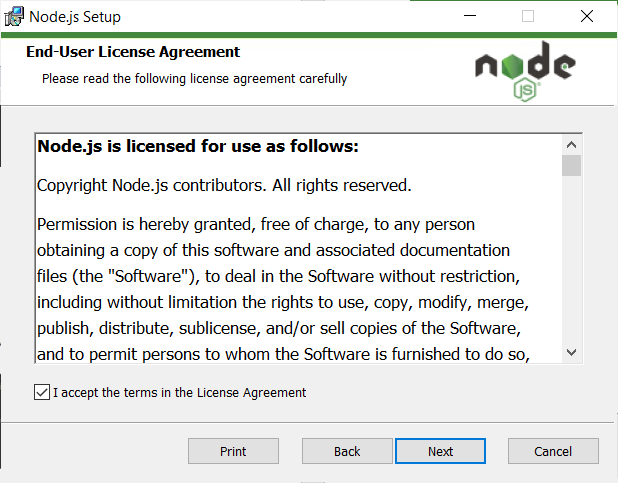 Node.js Setup
End-User License Agreement
Please read the following license agreement carefully
node
JS
Node.js is licensed for use as follows:
Copyright Node.js contributors. All rights reserved.
Permission is hereby granted, free of charge, to any person
obtaining a copy of this software and associated documentation
files (the "Software"), to deal in the Software without restriction,
including without limitation the rights to use, copy, modify, merge,
publish, distribute, sublicense, and/or sell copies of the Software,
and to permit persons to whom the Software is furnished to do so,
I accept the terms in the License Agreement
Print Back Next Cancel